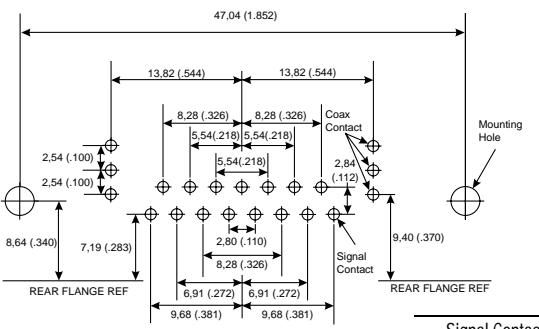 47,04 (1.852)
13,82 (.544) 13,82 (.544)
8,28 (.326) 8,28 (.326)
Coax
Contact
Mounting
Hole
5,54(.218) 5,54(.218)
2,54 (.100)
5,54(.218)
2,84
(.112)
2,54 (.100)
8,64 (.340)
7,19 (.283)
2,80 (.110)
9,40 (.370)
8,28 (.326)
Signal
Contact
REAR FLANGE REF
REAR FLANGE REF
6,91 (.272) 6,91 (.272)
9,68 (.381) 9,68 (.381)
Signal Contact